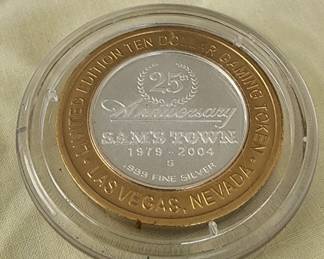 LIMITED EDITION TEN DOLLAR GAMING TOKEN
25th
Anniversary
SAM'S TOWN
1979 - 2004
S
.999 FINE SILVER
• LAS VEGAS, NEVADA •